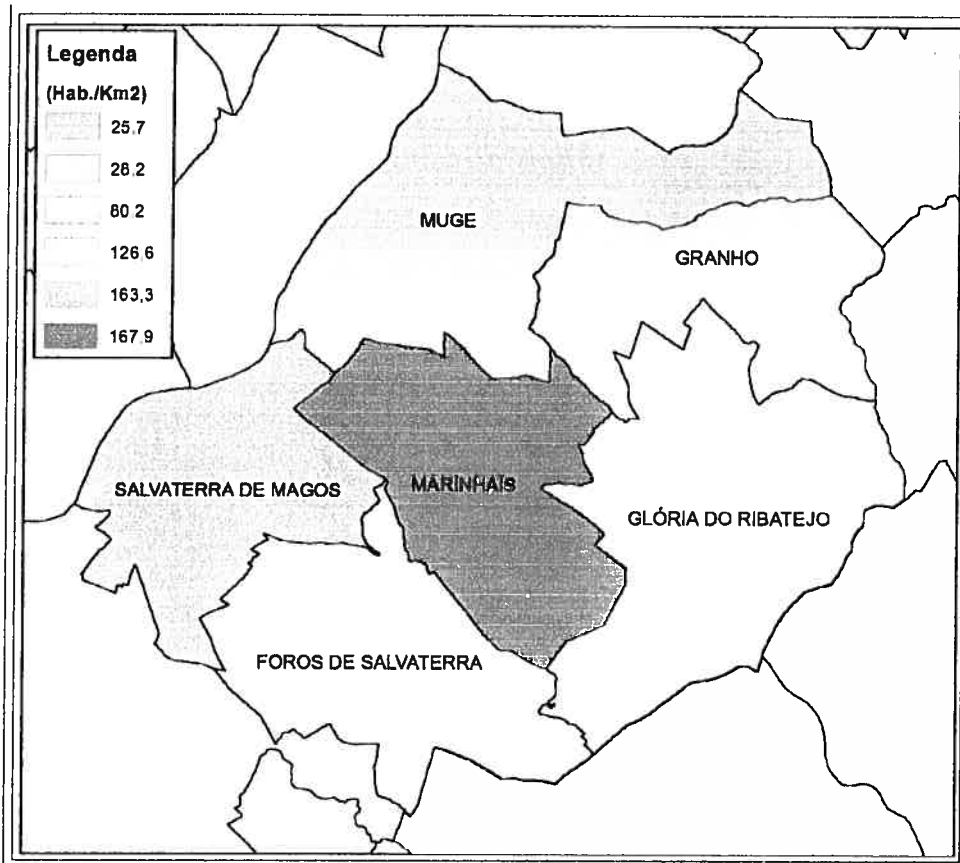 Legenda
(Hab./Km2)
25,7
28,2
80 2
126,6
163,3
167,9
MUGE
GRANHO
SALVATERRA DE MAGOS
MARINHAIS
GLÓRIA DO RIBATEJO
FOROS DE SALVATERRA